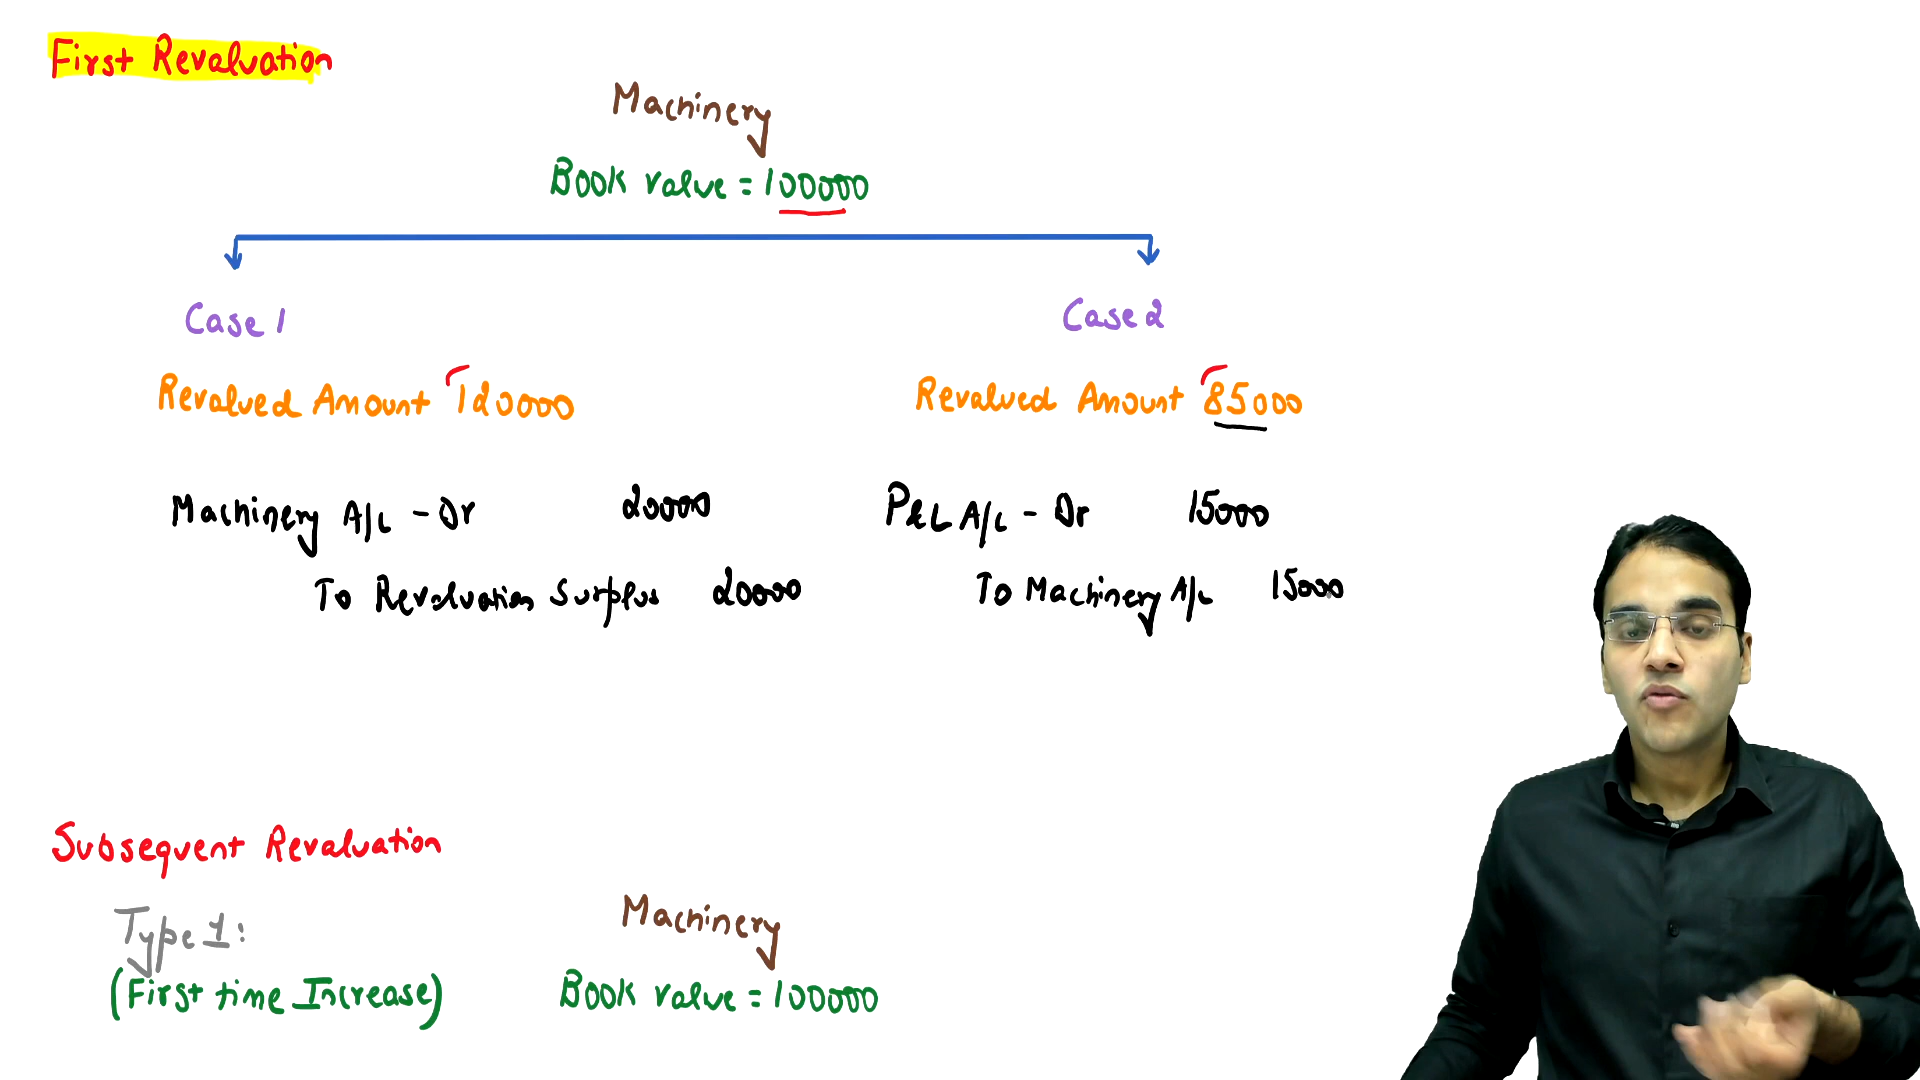 First Revaluation
Machinery
Book value = 100000
Case 1
Case 2
Revalued Amount 120000
Revalued Amount 85000
Machinery A/c - Dr 20000
To Revaluation Surplus 20000
P&L A/c - Dr 15000
To Machinery A/c 15000
Subsequent Revaluation
Type 1:
(First time Increase)
Machinery
Book value = 100000